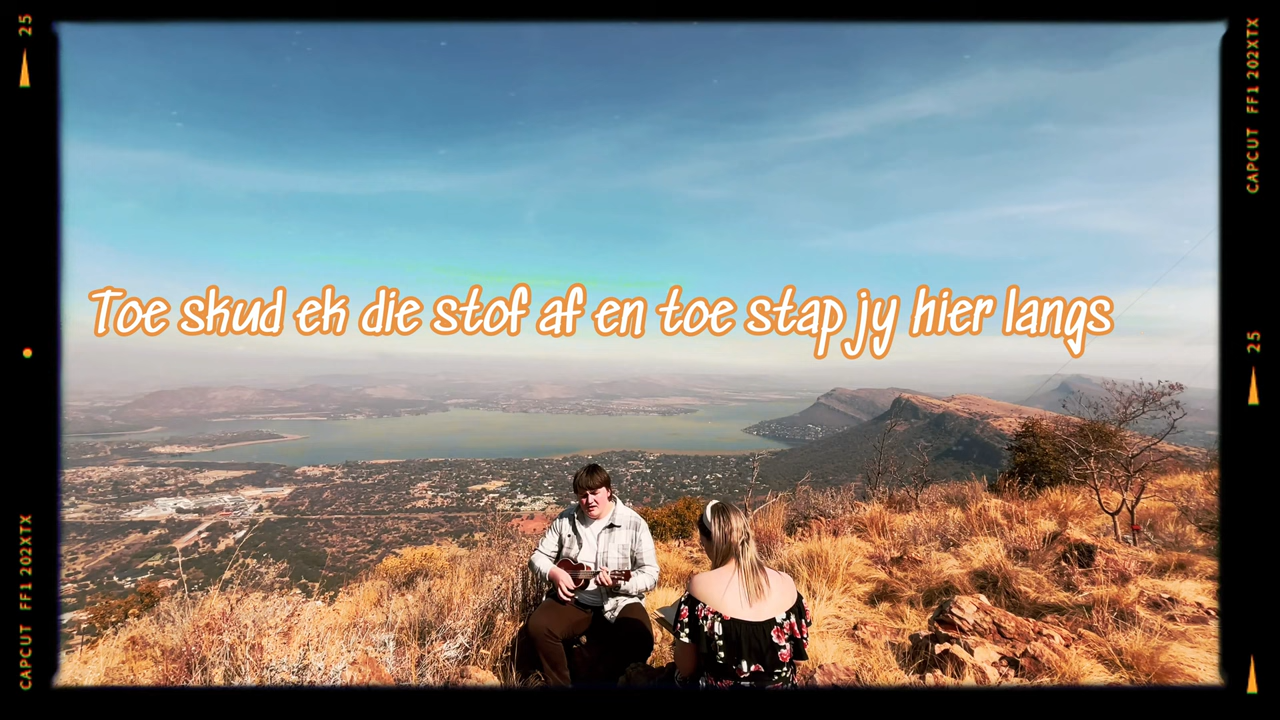 25
CAPCUT FF1 202XTX
Toe skud ek die stof af en toe stap jy hier langs
CAPCUT FF1 202XTX
25